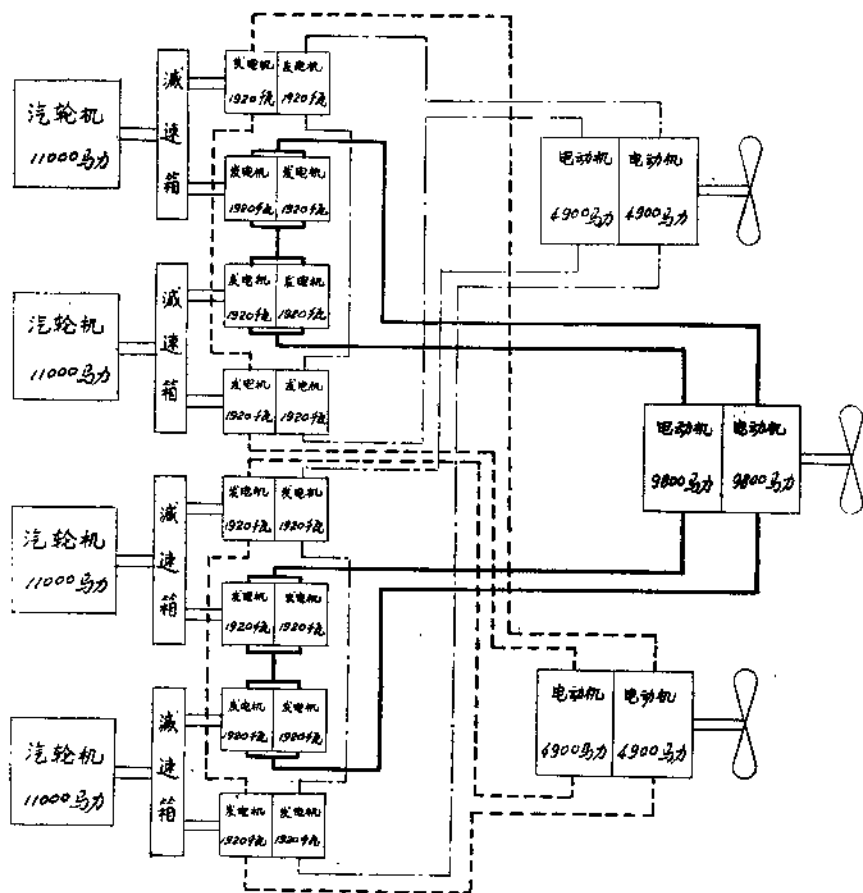 汽轮机
11000马力
减
速
箱
发电机 发电机
1920千瓦 1920千瓦
发电机 发电机
1920千瓦 1920千瓦
电动机 电动机
4900马力 4900马力
汽轮机
11000马力
减
速
箱
发电机 发电机
1920千瓦 1920千瓦
发电机 发电机
1920千瓦 1920千瓦
电动机 电动机
9800马力 9800马力
汽轮机
11000马力
减
速
箱
发电机 发电机
1920千瓦 1920千瓦
发电机 发电机
1920千瓦 1920千瓦
电动机 电动机
4900马力 4900马力
汽轮机
11000马力
减
速
箱
发电机 发电机
1920千瓦 1920千瓦
发电机 发电机
1920千瓦 1920千瓦